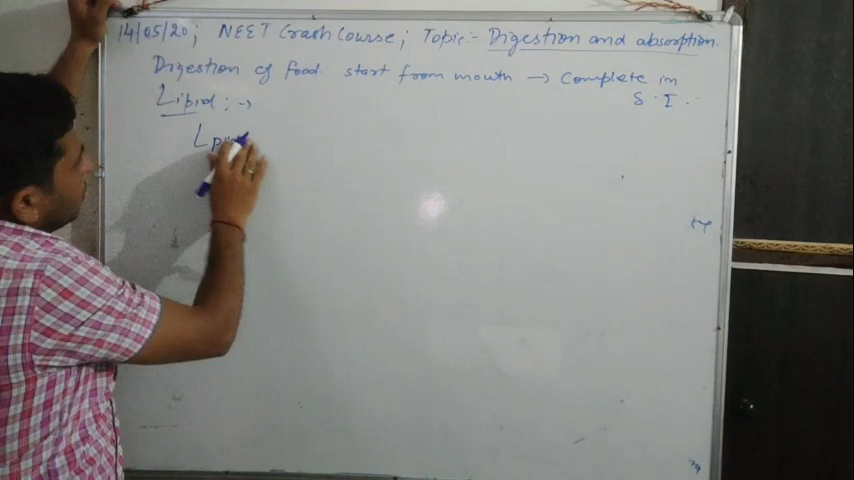 14/05/20; NEET Crash Course; Topic:- Digestion and absorption.
Digestion of food start from mouth → Complete in
S.I.
Lipid :→